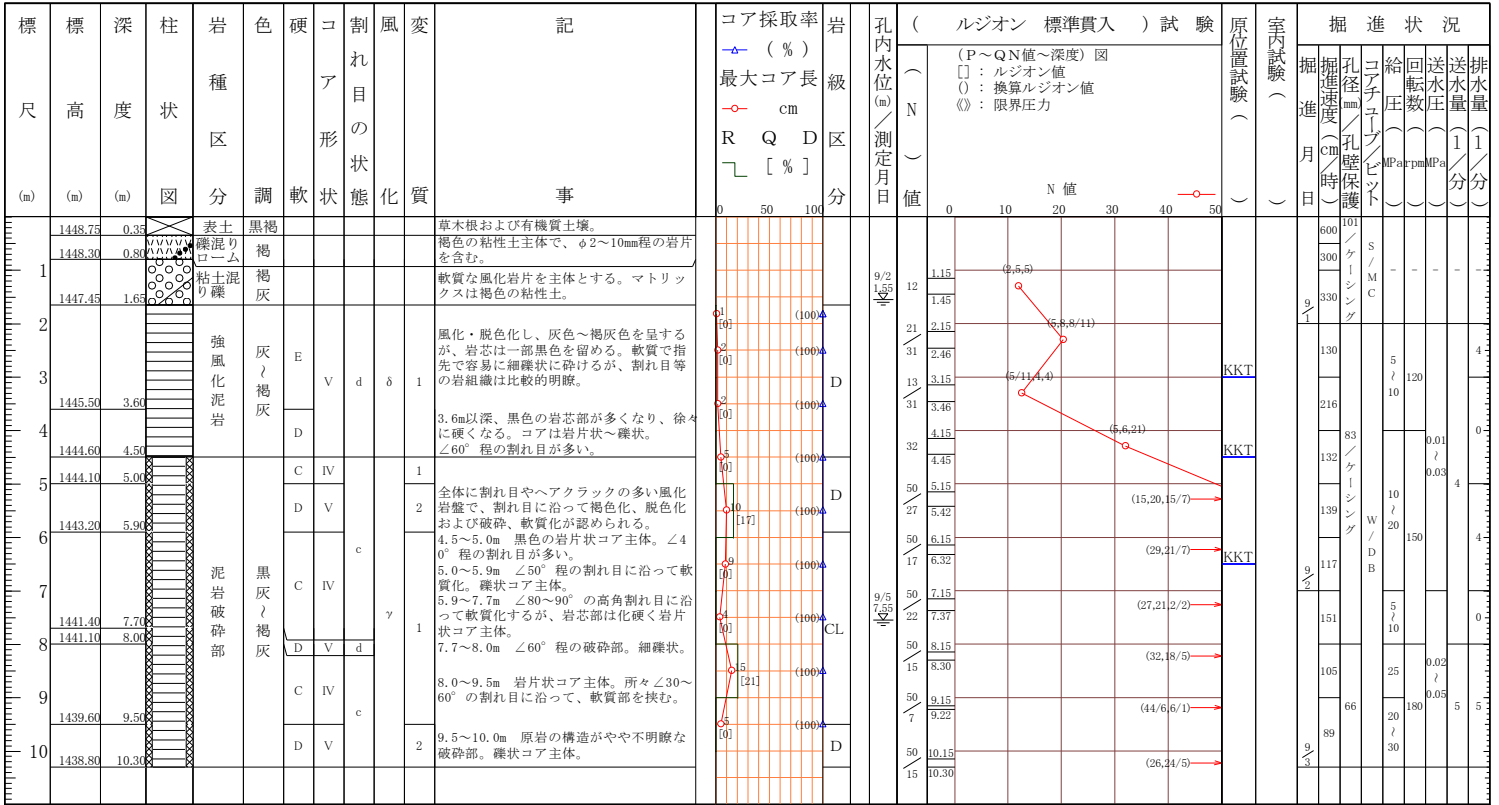 標尺(m)
標高(m)
深度(m)
柱状図
岩種区分
色調
硬軟
コア形状
割れ目の状態
風化
変質
記事
コア採取率
(%)
最大コア長
cm
RQD
[%]
0 50 100
岩級区分
孔内水位(m)/測定月日
(ルジオン 標準貫入)試験
(N)値
(P～QN値～深度)図
[]:ルジオン値
():換算ルジオン値
《》:限界圧力
N 値
0 10 20 30 40 50
原位置試験()
室内試験()
掘進状況
掘進月日
掘進速度(cm/時)
孔径(mm)/孔壁保護
コアチューブ/ビット
給圧(MPa)
回転数(rpm)
送水圧(MPa)
送水量(1/分)
排水量(1/分)
1448.75 0.35 表土 黒褐
草木根および有機質土壌。
1448.30 0.80 礫混りローム 褐
褐色の粘性土主体で、φ2～10mm程の岩片
を含む。
1447.45 1.65 粘土混り礫 褐灰
軟質な風化岩片を主体とする。マトリッ
クスは褐色の粘性土。
強風化泥岩 灰～褐灰
1445.50 3.60
1444.60 4.50
E
D
V d δ 1
風化・脱色化し、灰色～褐灰色を呈する
が、岩芯は一部黒色を留める。軟質で指
先で容易に細礫状に砕けるが、割れ目等
の岩組織は比較的明瞭。
3.6m以深、黒色の岩芯部が多くなり、徐々
に硬くなる。コアは岩片状～礫状。
∠60°程の割れ目が多い。
泥岩破砕部 黒灰～褐灰
1444.10 5.00 C Ⅳ 1
1443.20 5.90 D V 2
c
1441.40 7.70 C Ⅳ
γ 1
1441.10 8.00 D V d
1439.60 9.50 C Ⅳ c
1438.80 10.30 D V 2
全体に割れ目やヘアクラックの多い風化
岩盤で、割れ目に沿って褐色化、脱色化
および破砕、軟質化が認められる。
4.5～5.0m 黒色の岩片状コア主体。∠4
0°程の割れ目が多い。
5.0～5.9m ∠50°程の割れ目に沿って軟
質化。礫状コア主体。
5.9～7.7m ∠80～90°の高角割れ目に沿
って軟質化するが、岩芯部は化硬く岩片
状コア主体。
7.7～8.0m ∠60°程の破砕部。細礫状。
8.0～9.5m 岩片状コア主体。所々∠30～
60°の割れ目に沿って、軟質部を挟む。
9.5～10.0m 原岩の構造がやや不明瞭な
破砕部。礫状コア主体。
1
2
3
4
5
6
7
8
9
10
1 [0] (100)
2 [0] (100)
2 [0] (100)
5 [0] (100)
10 [17] (100)
9 [0] (100)
4 [0] (100)
15 [21] (100)
5 [0] (100)
D
D
CL
D
9/2
1.55
9/5
7.55
12 1.15 1.45 (2,5,5)
21/31 2.15 2.46 (5,8,8/11)
13/31 3.15 3.46 (5/11,4,4)
32 4.15 4.45 (5,6,21)
50/27 5.15 5.42 (15,20,15/7)
50/17 6.15 6.32 (29,21/7)
50/22 7.15 7.37 (27,21,2/2)
50/15 8.15 8.30 (32,18/5)
50/7 9.15 9.22 (44/6,6/1)
50/15 10.15 10.30 (26,24/5)
KKT
KKT
KKT
9/1
9/2
9/3
600
300
330
130
216
132
139
117
151
105
89
101/ケーシング
83/ケーシング
66
S/MC
W/DB
－ － － － －
5～10
10～20
5～10
25
20～30
120
150
180
0.01～0.03
0.02～0.05
4
5
4
0
4
0
5